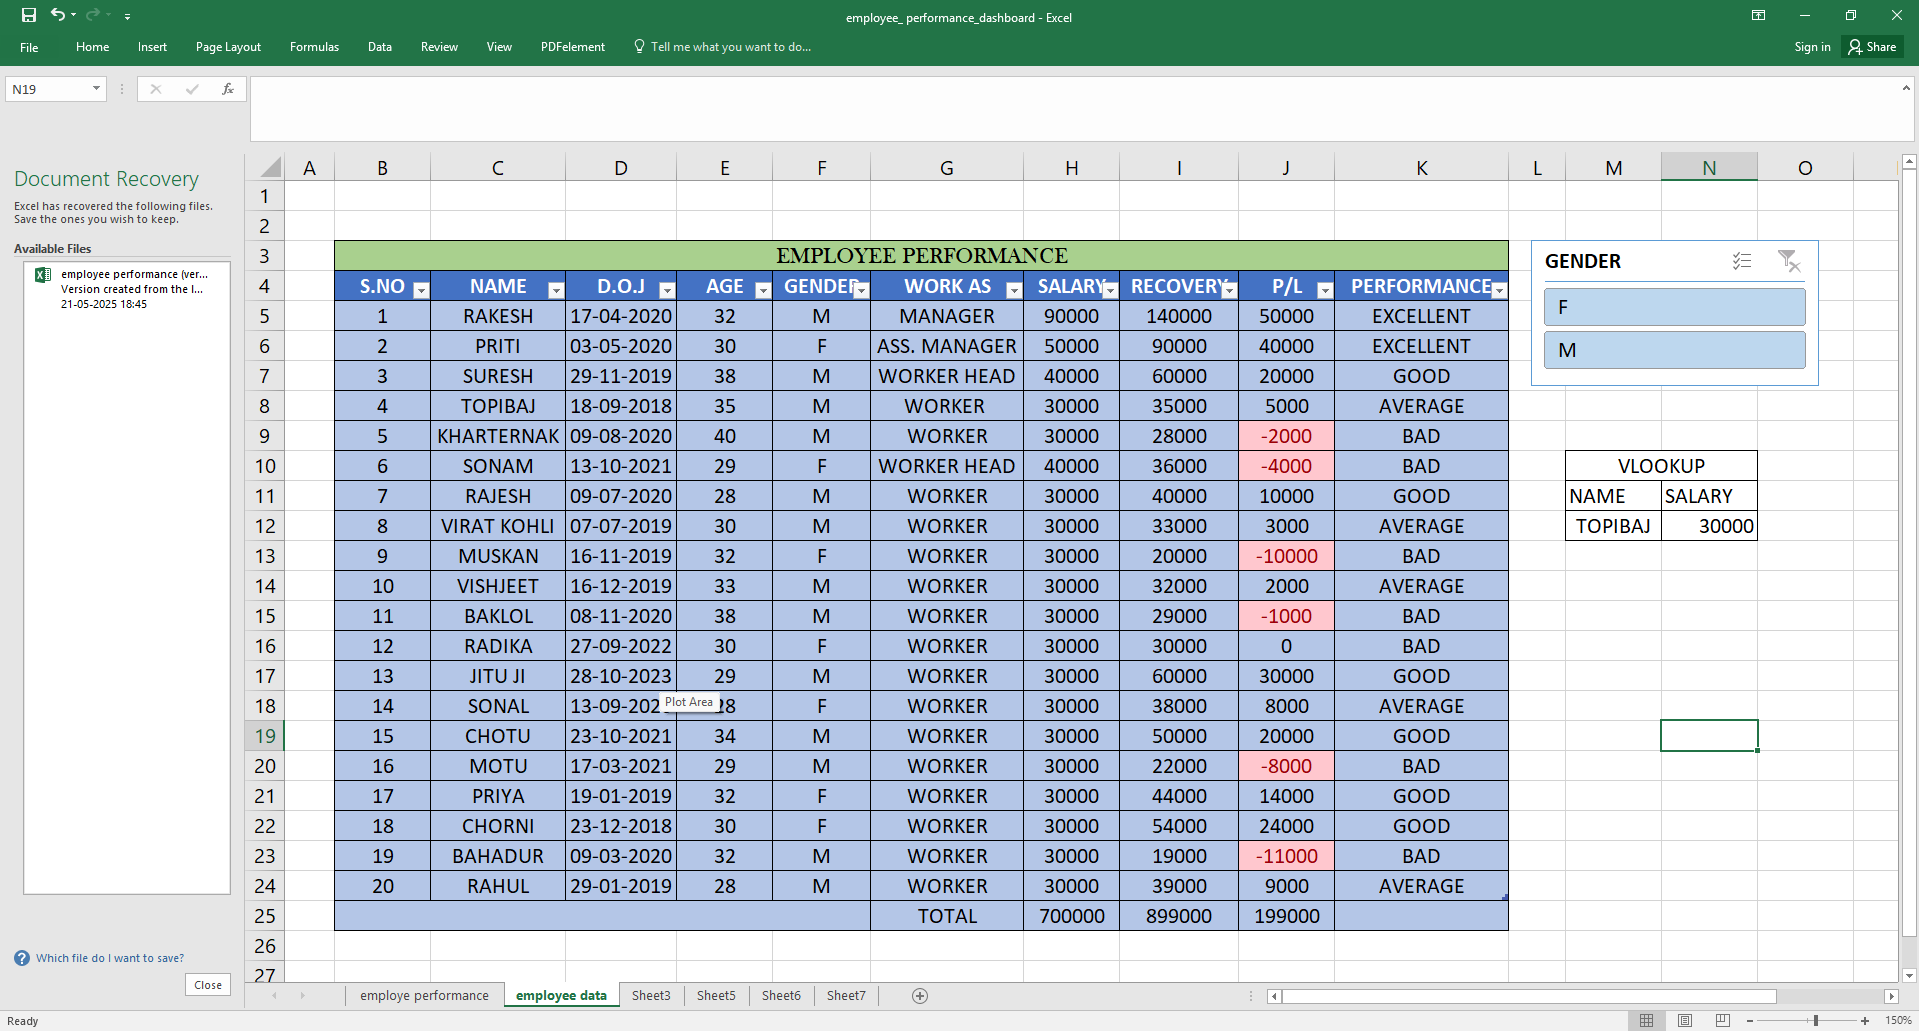 employee_ performance_dashboard - Excel
File Home Insert Page Layout Formulas Data Review View PDFelement Tell me what you want to do... Sign in Share
N19 fx
Document Recovery
Excel has recovered the following files.
Save the ones you wish to keep.
Available Files
employee performance (ver...
Version created from the l...
21-05-2025 18:45
Which file do I want to save?
Close
A B C D E F G H I J K L M N O
1
2
3 EMPLOYEE PERFORMANCE
4 S.NO NAME D.O.J AGE GENDER WORK AS SALARY RECOVERY P/L PERFORMANCE
5 1 RAKESH 17-04-2020 32 M MANAGER 90000 140000 50000 EXCELLENT
6 2 PRITI 03-05-2020 30 F ASS. MANAGER 50000 90000 40000 EXCELLENT
7 3 SURESH 29-11-2019 38 M WORKER HEAD 40000 60000 20000 GOOD
8 4 TOPIBAJ 18-09-2018 35 M WORKER 30000 35000 5000 AVERAGE
9 5 KHARTERNAK 09-08-2020 40 M WORKER 30000 28000 -2000 BAD
10 6 SONAM 13-10-2021 29 F WORKER HEAD 40000 36000 -4000 BAD
11 7 RAJESH 09-07-2020 28 M WORKER 30000 40000 10000 GOOD
12 8 VIRAT KOHLI 07-07-2019 30 M WORKER 30000 33000 3000 AVERAGE
13 9 MUSKAN 16-11-2019 32 F WORKER 30000 20000 -10000 BAD
14 10 VISHJEET 16-12-2019 33 M WORKER 30000 32000 2000 AVERAGE
15 11 BAKLOL 08-11-2020 38 M WORKER 30000 29000 -1000 BAD
16 12 RADIKA 27-09-2022 30 F WORKER 30000 30000 0 BAD
17 13 JITU JI 28-10-2023 29 M WORKER 30000 60000 30000 GOOD
Plot Area
18 14 SONAL 13-09-202 28 F WORKER 30000 38000 8000 AVERAGE
19 15 CHOTU 23-10-2021 34 M WORKER 30000 50000 20000 GOOD
20 16 MOTU 17-03-2021 29 M WORKER 30000 22000 -8000 BAD
21 17 PRIYA 19-01-2019 32 F WORKER 30000 44000 14000 GOOD
22 18 CHORNI 23-12-2018 30 F WORKER 30000 54000 24000 GOOD
23 19 BAHADUR 09-03-2020 32 M WORKER 30000 19000 -11000 BAD
24 20 RAHUL 29-01-2019 28 M WORKER 30000 39000 9000 AVERAGE
25 TOTAL 700000 899000 199000
26
27
GENDER
F
M
VLOOKUP
NAME SALARY
TOPIBAJ 30000
employe performance employee data Sheet3 Sheet5 Sheet6 Sheet7
Ready 150%